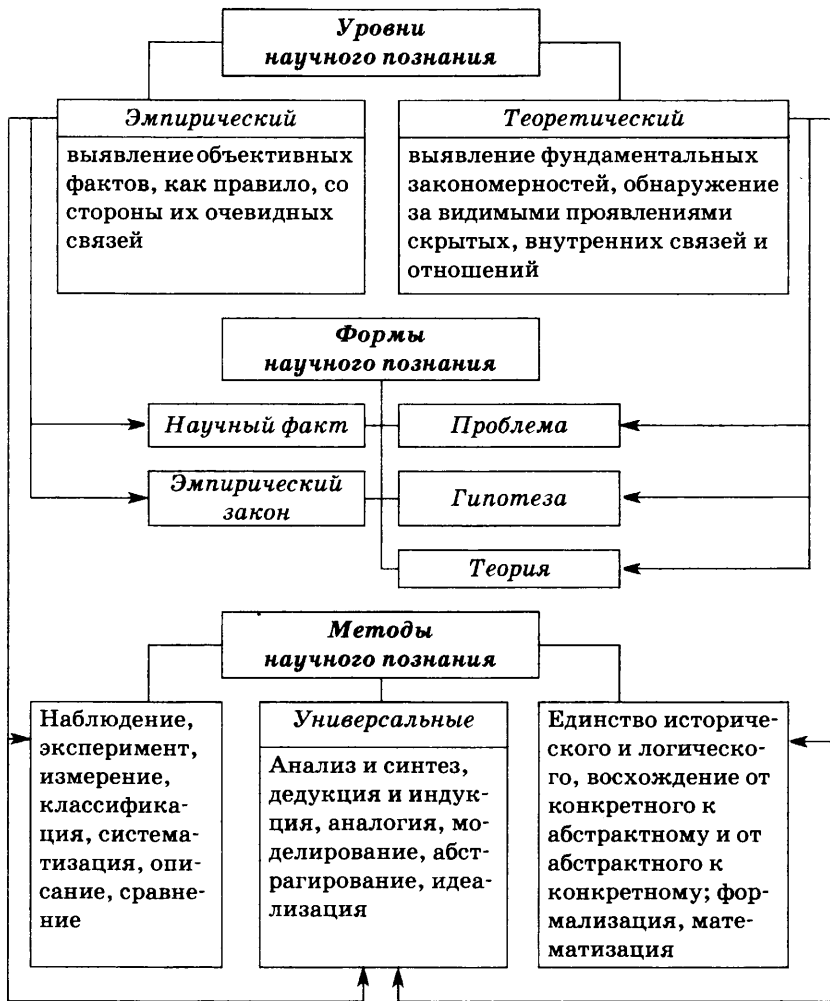 Уровни
научного познания
Эмпирический
выявление объективных
фактов, как правило, со
стороны их очевидных
связей
Теоретический
выявление фундаментальных
закономерностей, обнаружение
за видимыми проявлениями
скрытых, внутренних связей и
отношений
Формы
научного познания
Научный факт
Проблема
Эмпирический
закон
Гипотеза
Теория
Методы
научного познания
Наблюдение,
эксперимент,
измерение,
классифика-
ция, система-
тизация, опи-
сание, сравне-
ние
Универсальные
Анализ и синтез,
дедукция и индук-
ция, аналогия, мо-
делирование, абст-
рагирование, идеа-
лизация
Единство историче-
ского и логическо-
го, восхождение от
конкретного к
абстрактному и от
абстрактного к
конкретному; фор-
мализация, мате-
матизация